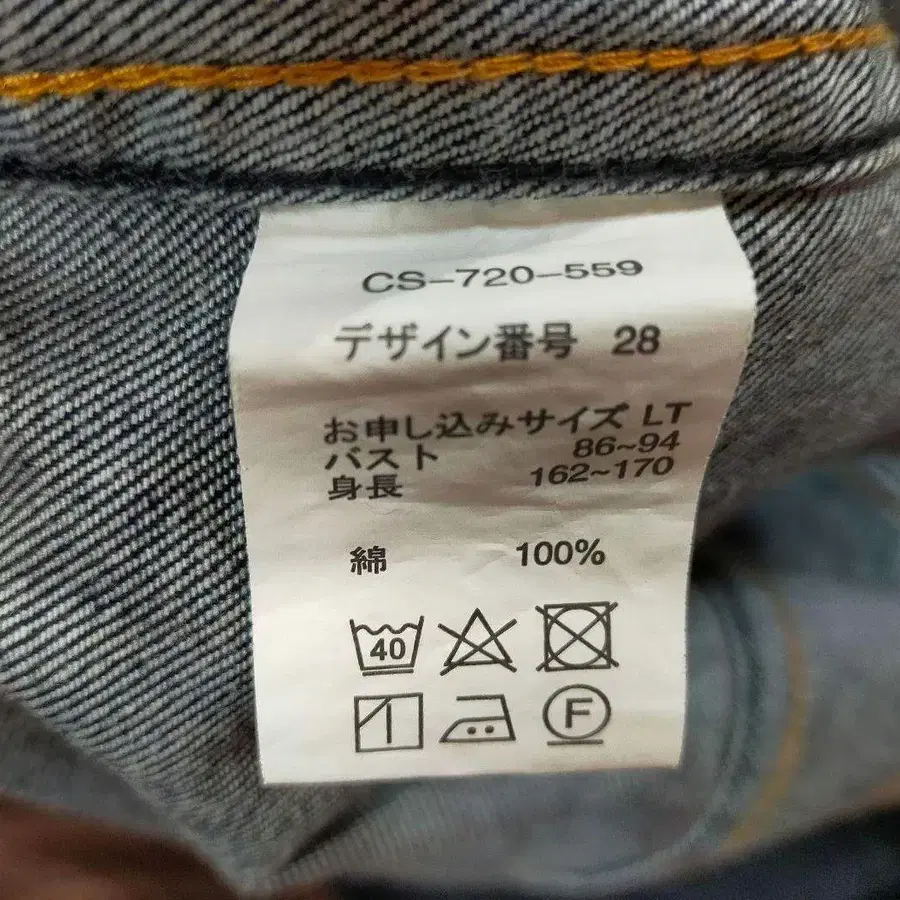 CS-720-559
デザイン番号 28
お申し込みサイズ LT
バスト 86~94
身長 162~170
綿 100%
40
F